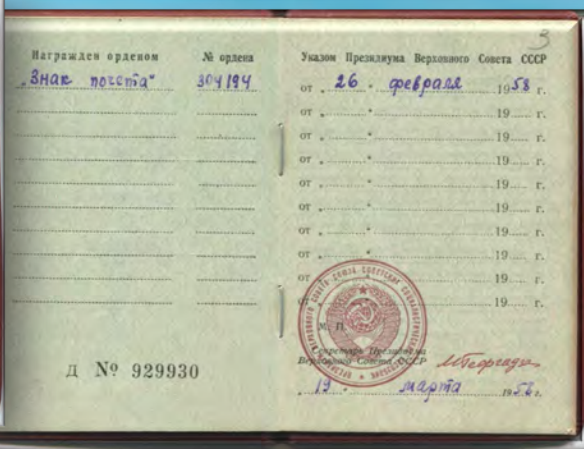 3
Награжден орденом № ордена
„Знак почета" 304194
Д № 929930
Указом Президиума Верховного Совета СССР
от „ 26 " февраля 1958 г.
от „ " 19 г.
от „ " 19 г.
от „ " 19 г.
от „ " 19 г.
от „ " 19 г.
от „ " 19 г.
от „ " 19 г.
от „ " 19 г.
от „ " 19 г.
М. П.
Секретарь Президиума
Верховного Совета СССР
МГеоргадзе
„ 19 " марта 1958 г.